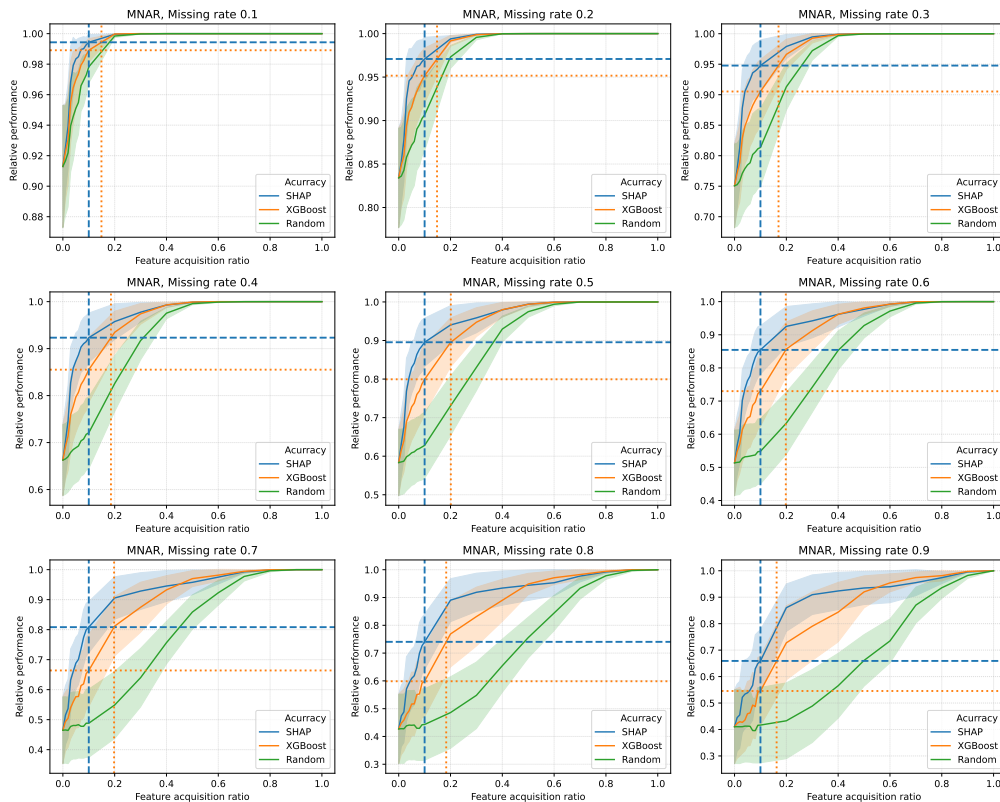 MNAR, Missing rate 0.1
1.00
0.98
0.96
0.94
0.92
0.90
0.88
Relative performance
0.0 0.2 0.4 0.6 0.8 1.0
Feature acquisition ratio
Acurracy
SHAP
XGBoost
Random
MNAR, Missing rate 0.2
1.00
0.95
0.90
0.85
0.80
Relative performance
0.0 0.2 0.4 0.6 0.8 1.0
Feature acquisition ratio
Acurracy
SHAP
XGBoost
Random
MNAR, Missing rate 0.3
1.00
0.95
0.90
0.85
0.80
0.75
0.70
Relative performance
0.0 0.2 0.4 0.6 0.8 1.0
Feature acquisition ratio
Acurracy
SHAP
XGBoost
Random
MNAR, Missing rate 0.4
1.0
0.9
0.8
0.7
0.6
Relative performance
0.0 0.2 0.4 0.6 0.8 1.0
Feature acquisition ratio
Acurracy
SHAP
XGBoost
Random
MNAR, Missing rate 0.5
1.0
0.9
0.8
0.7
0.6
0.5
Relative performance
0.0 0.2 0.4 0.6 0.8 1.0
Feature acquisition ratio
Acurracy
SHAP
XGBoost
Random
MNAR, Missing rate 0.6
1.0
0.9
0.8
0.7
0.6
0.5
0.4
Relative performance
0.0 0.2 0.4 0.6 0.8 1.0
Feature acquisition ratio
Acurracy
SHAP
XGBoost
Random
MNAR, Missing rate 0.7
1.0
0.9
0.8
0.7
0.6
0.5
0.4
Relative performance
0.0 0.2 0.4 0.6 0.8 1.0
Feature acquisition ratio
Acurracy
SHAP
XGBoost
Random
MNAR, Missing rate 0.8
1.0
0.9
0.8
0.7
0.6
0.5
0.4
0.3
Relative performance
0.0 0.2 0.4 0.6 0.8 1.0
Feature acquisition ratio
Acurracy
SHAP
XGBoost
Random
MNAR, Missing rate 0.9
1.0
0.9
0.8
0.7
0.6
0.5
0.4
0.3
Relative performance
0.0 0.2 0.4 0.6 0.8 1.0
Feature acquisition ratio
Acurracy
SHAP
XGBoost
Random